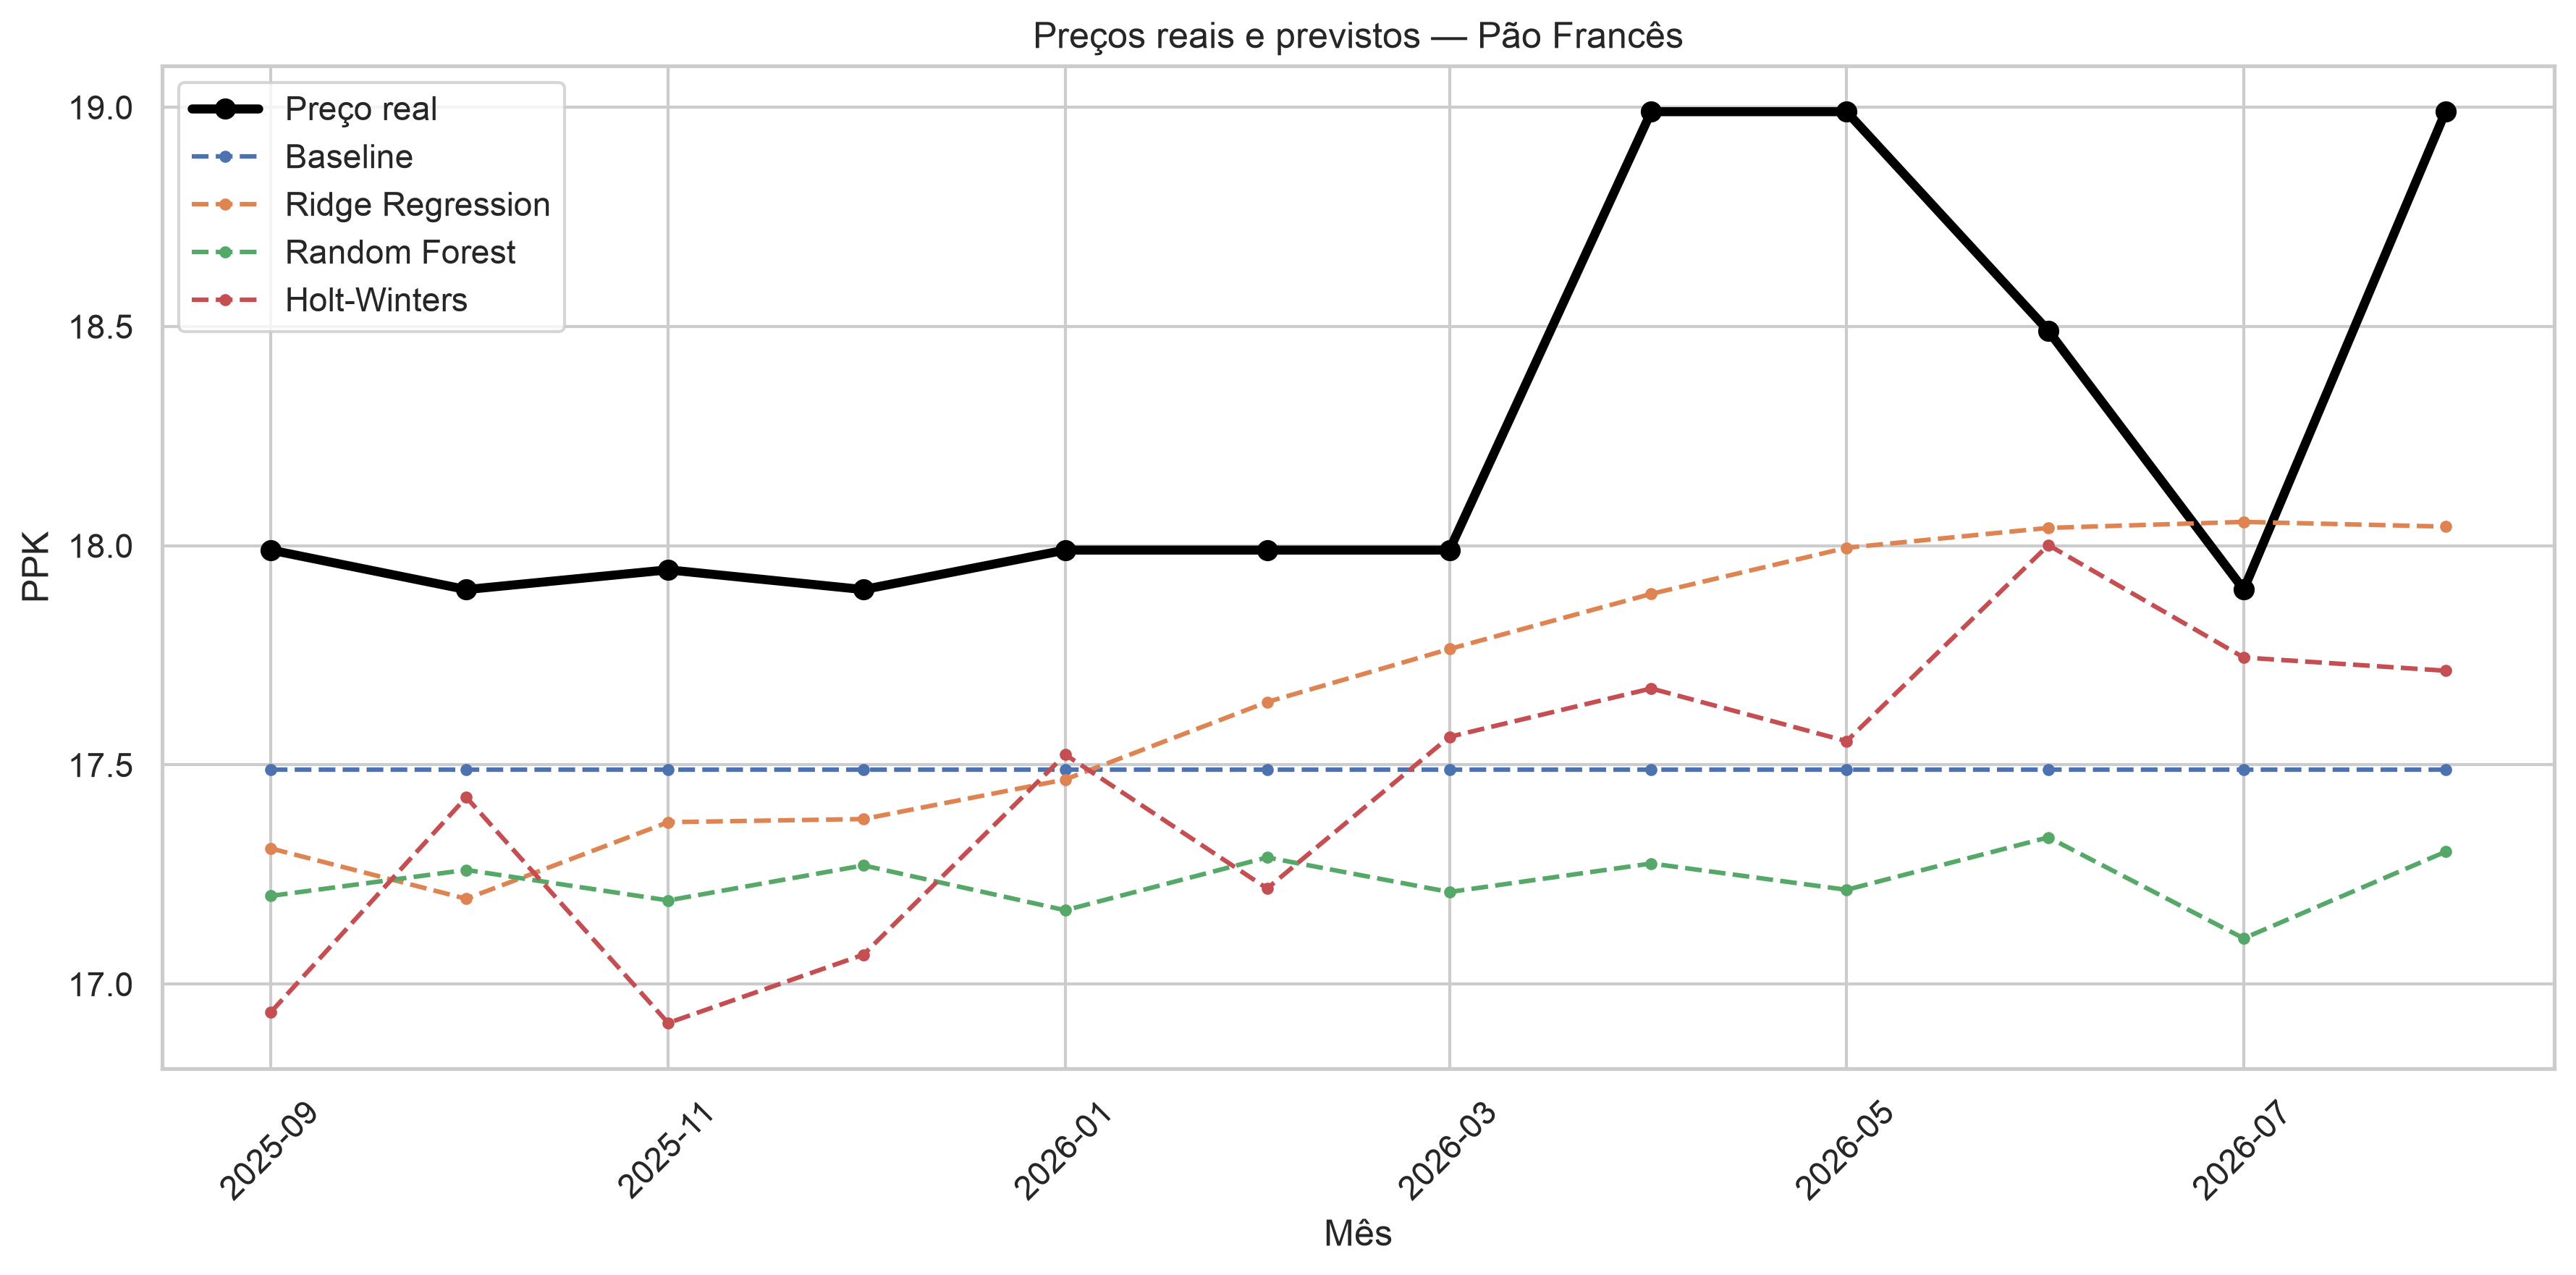 Preços reais e previstos — Pão Francês
Preço real
Baseline
Ridge Regression
Random Forest
Holt-Winters
PPK
19.0
18.5
18.0
17.5
17.0
2025-09
2025-11
2026-01
2026-03
2026-05
2026-07
Mês